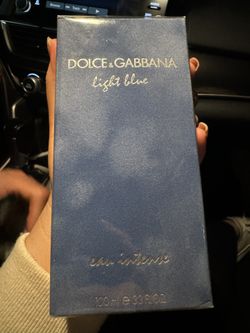 DOLCE & GABBANA
light blue
eau intense
100 ml e 3.3 FL.OZ.